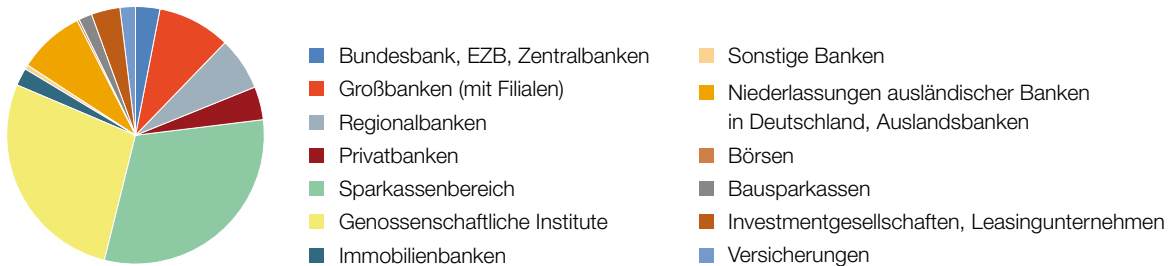 Bundesbank, EZB, Zentralbanken
Großbanken (mit Filialen)
Regionalbanken
Privatbanken
Sparkassenbereich
Genossenschaftliche Institute
Immobilienbanken
Sonstige Banken
Niederlassungen ausländischer Banken
in Deutschland, Auslandsbanken
Börsen
Bausparkassen
Investmentgesellschaften, Leasingunternehmen
Versicherungen